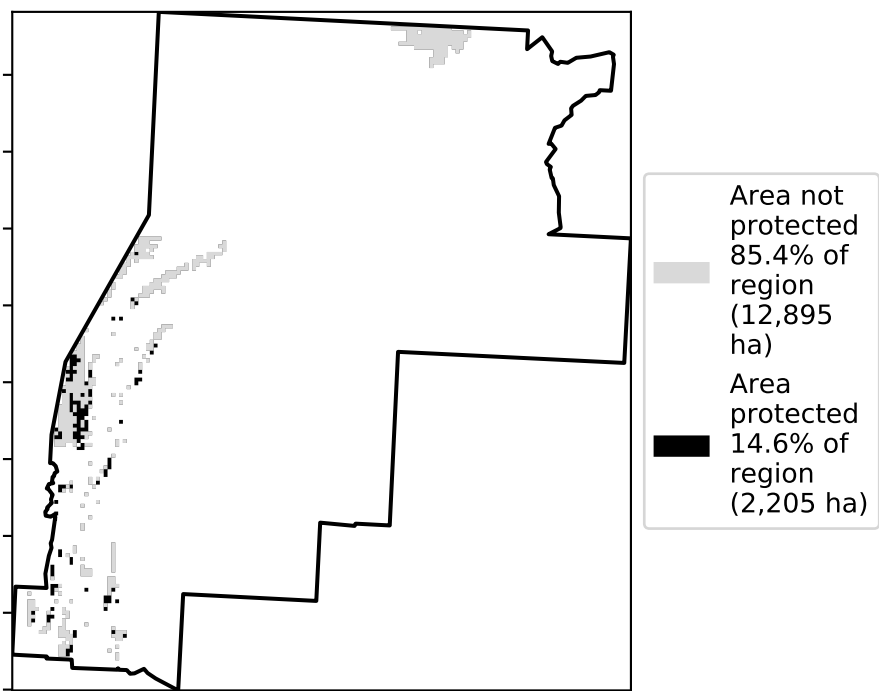 Area not
protected
85.4% of
region
(12,895
ha)
Area
protected
14.6% of
region
(2,205 ha)